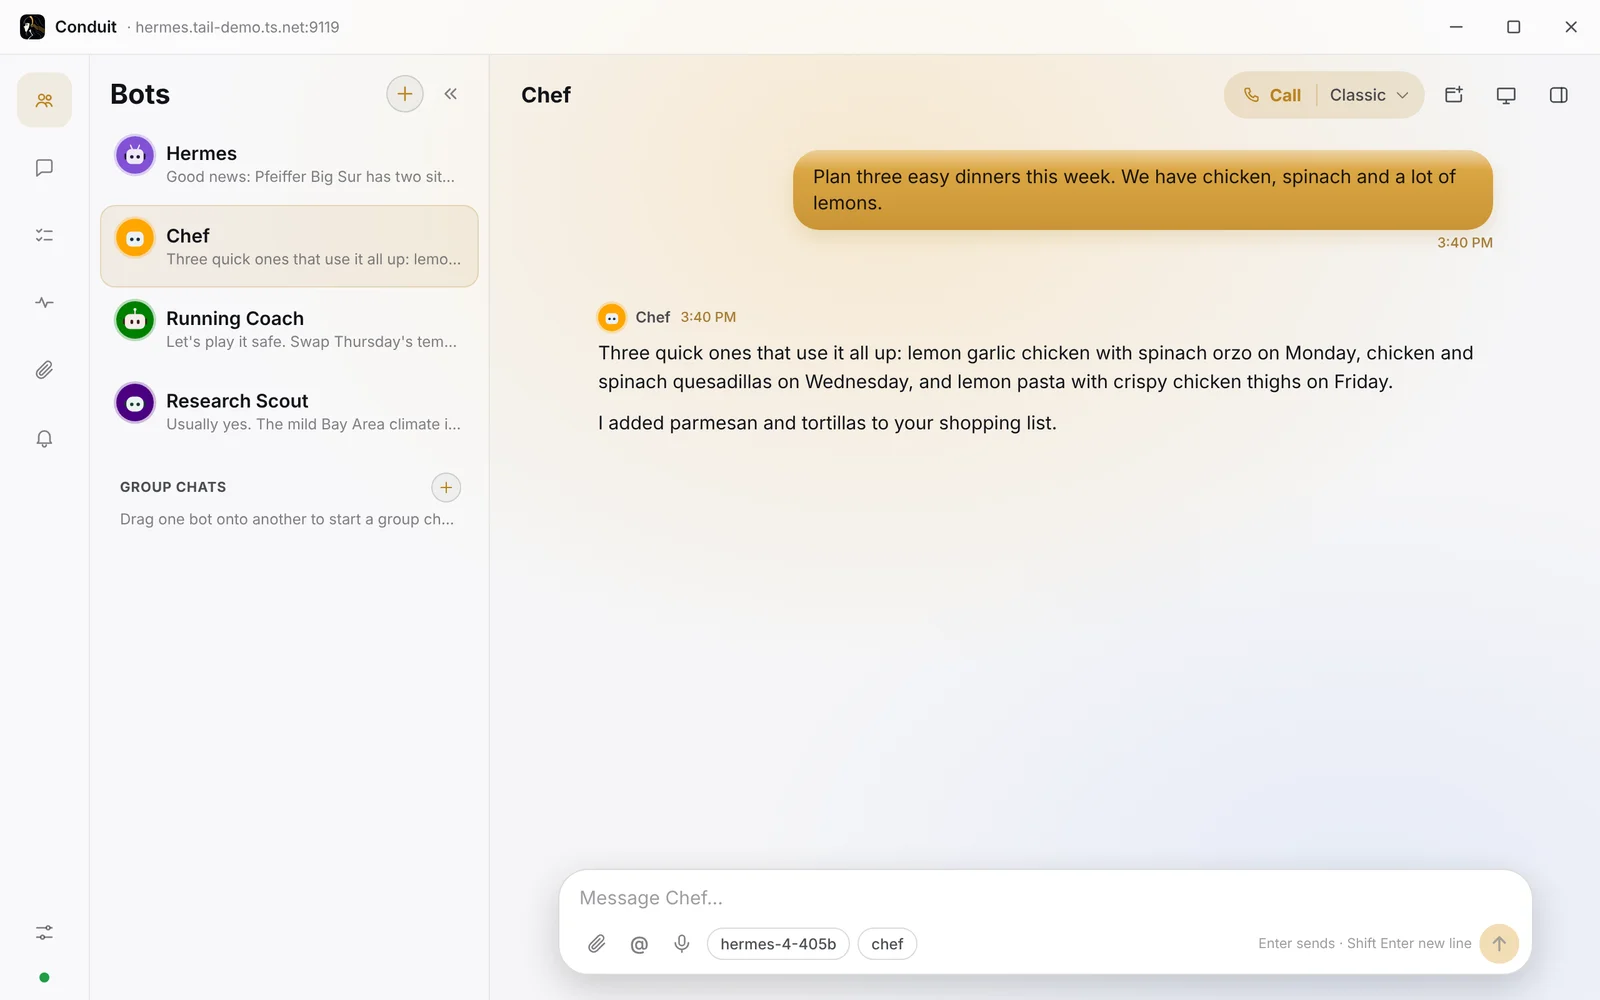 Conduit · hermes.tail-demo.ts.net:9119
Bots
Hermes
Good news: Pfeiffer Big Sur has two sit...
Chef
Three quick ones that use it all up: lemo...
Running Coach
Let's play it safe. Swap Thursday's tem...
Research Scout
Usually yes. The mild Bay Area climate i...
GROUP CHATS
Drag one bot onto another to start a group ch...
Chef
Call
Classic
Plan three easy dinners this week. We have chicken, spinach and a lot of
lemons.
3:40 PM
Chef 3:40 PM
Three quick ones that use it all up: lemon garlic chicken with spinach orzo on Monday, chicken and
spinach quesadillas on Wednesday, and lemon pasta with crispy chicken thighs on Friday.
I added parmesan and tortillas to your shopping list.
Message Chef...
@
hermes-4-405b
chef
Enter sends · Shift Enter new line